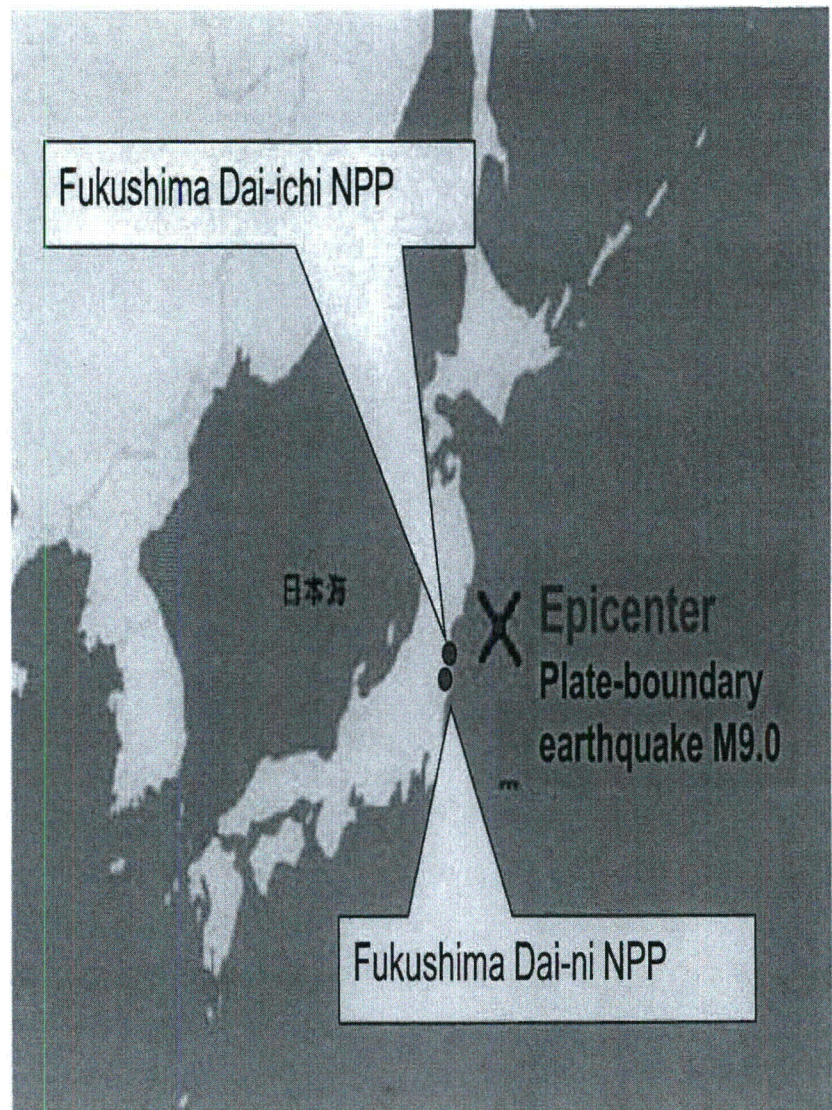 Fukushima Dai-ichi NPP
日本海
Epicenter
Plate-boundary
earthquake M9.0
Fukushima Dai-ni NPP